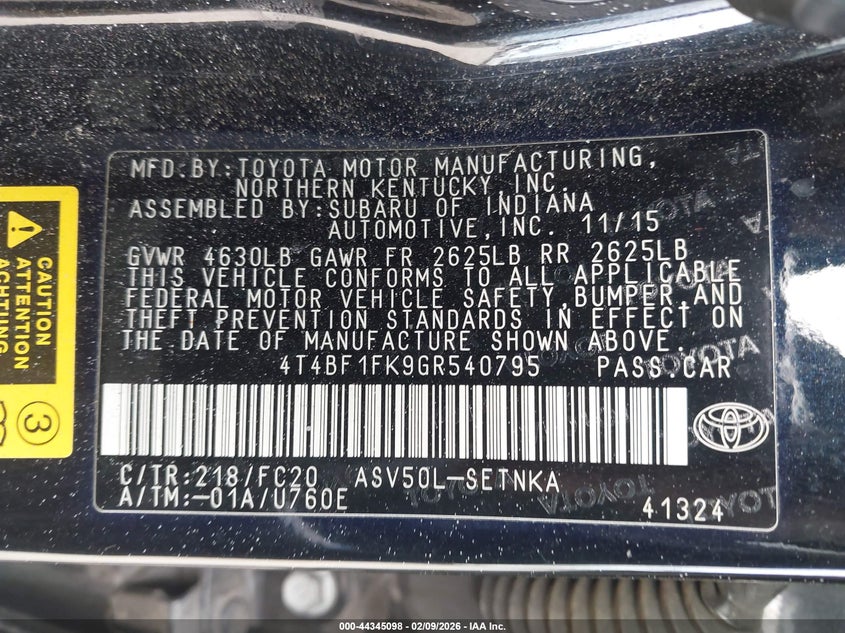 MFD.BY:TOYOTA MOTOR MANUFACTURING,
NORTHERN KENTUCKY,INC.
ASSEMBLED BY:SUBARU OF INDIANA
AUTOMOTIVE,INC. 11/15
GVWR 4630LB GAWR FR 2625LB RR 2625LB
THIS VEHICLE CONFORMS TO ALL APPLICABLE
FEDERAL MOTOR VEHICLE SAFETY,BUMPER,AND
THEFT PREVENTION STANDARDS IN EFFECT ON
THE DATE OF MANUFACTURE SHOWN ABOVE.
4T4BF1FK9GR540795 PASS.CAR
C/TR:218/FC20 ASV50L-SETNKA
A/TM:-01A/U760E
41324
CAUTION
ATTENTION
ACHTUNG
3
TOYOTA
000-44345098 - 02/09/2026 - IAA Inc.